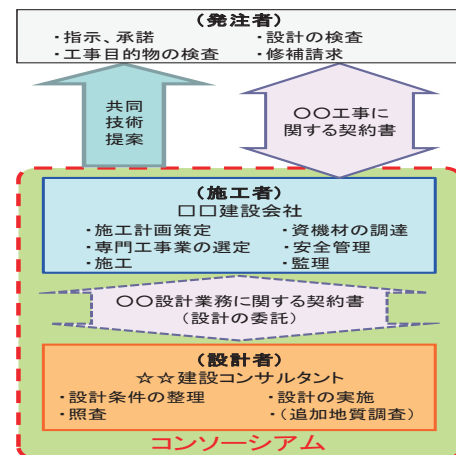 (発注者)
・指示、承諾 ・設計の検査
・工事目的物の検査 ・修補請求
共同
技術
提案
○○工事に
関する契約書
(施工者)
□□建設会社
・施工計画策定 ・資機材の調達
・専門工事業の選定 ・安全管理
・施工 ・監理
○○設計業務に関する契約書
(設計の委託)
(設計者)
☆☆建設コンサルタント
・設計条件の整理 ・設計の実施
・照査 ・(追加地質調査)
コンソーシアム